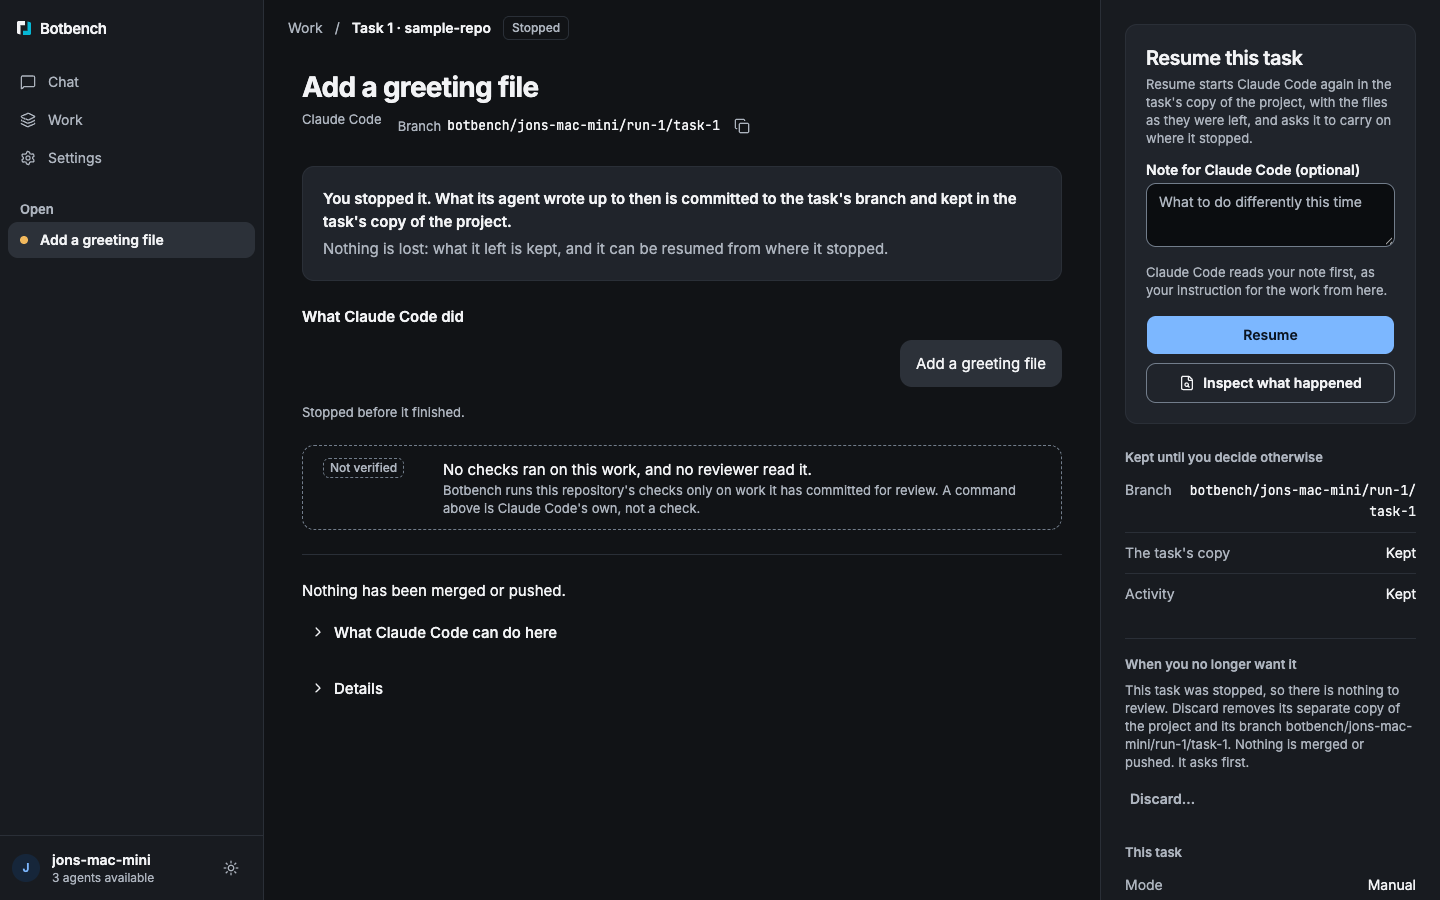 Botbench
Chat
Work
Settings
Open
Add a greeting file
jons-mac-mini
J
3 agents available
Work / Task 1 · sample-repo Stopped
Add a greeting file
Claude Code Branch botbench/jons-mac-mini/run-1/task-1
You stopped it. What its agent wrote up to then is committed to the task's branch and kept in the
task's copy of the project.
Nothing is lost: what it left is kept, and it can be resumed from where it stopped.
What Claude Code did
Add a greeting file
Stopped before it finished.
Not verified
No checks ran on this work, and no reviewer read it.
Botbench runs this repository's checks only on work it has committed for review. A command
above is Claude Code's own, not a check.
Nothing has been merged or pushed.
What Claude Code can do here
Details
Resume this task
Resume starts Claude Code again in the
task's copy of the project, with the files
as they were left, and asks it to carry on
where it stopped.
Note for Claude Code (optional)
What to do differently this time
Claude Code reads your note first, as
your instruction for the work from here.
Resume
Inspect what happened
Kept until you decide otherwise
Branch botbench/jons-mac-mini/run-1/
task-1
The task's copy Kept
Activity Kept
When you no longer want it
This task was stopped, so there is nothing to
review. Discard removes its separate copy of
the project and its branch botbench/jons-mac-
mini/run-1/task-1. Nothing is merged or
pushed. It asks first.
Discard...
This task
Mode Manual